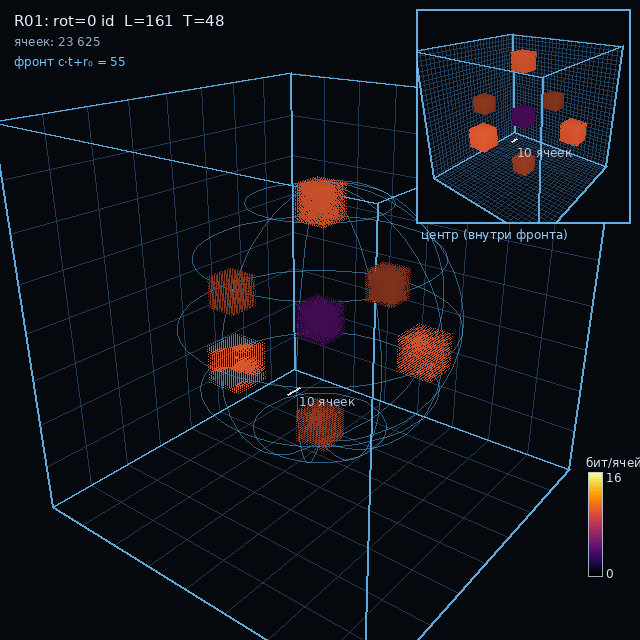 R01: rot=0 id  L=161  T=48
ячеек: 23 625
фронт c·t+r₀ = 55
10 ячеек
центр (внутри фронта)
10 ячеек
бит/ячей
16
0